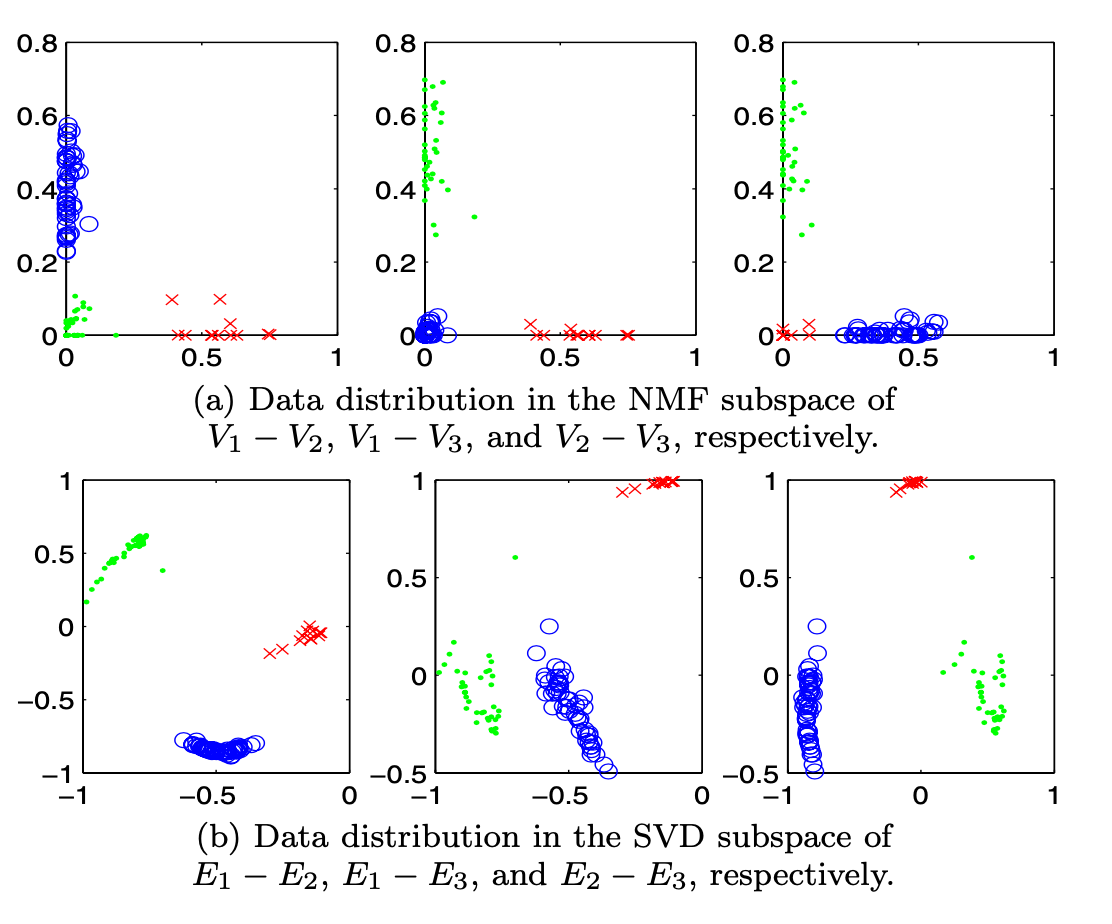 0.8 0.8 0.8
0.6 0.6 0.6
0.4 0.4 0.4
0.2 0.2 0.2
0 0 0
0 0.5 1 0 0.5 1 0 0.5 1
(a) Data distribution in the NMF subspace of
V₁ − V₂, V₁ − V₃, and V₂ − V₃, respectively.
1 1 1
0.5 0.5 0.5
0 0 0
−0.5
−1 −0.5 −0.5
−1 −0.5 0 −1 −0.5 0 −1 0 1
(b) Data distribution in the SVD subspace of
E₁ − E₂, E₁ − E₃, and E₂ − E₃, respectively.